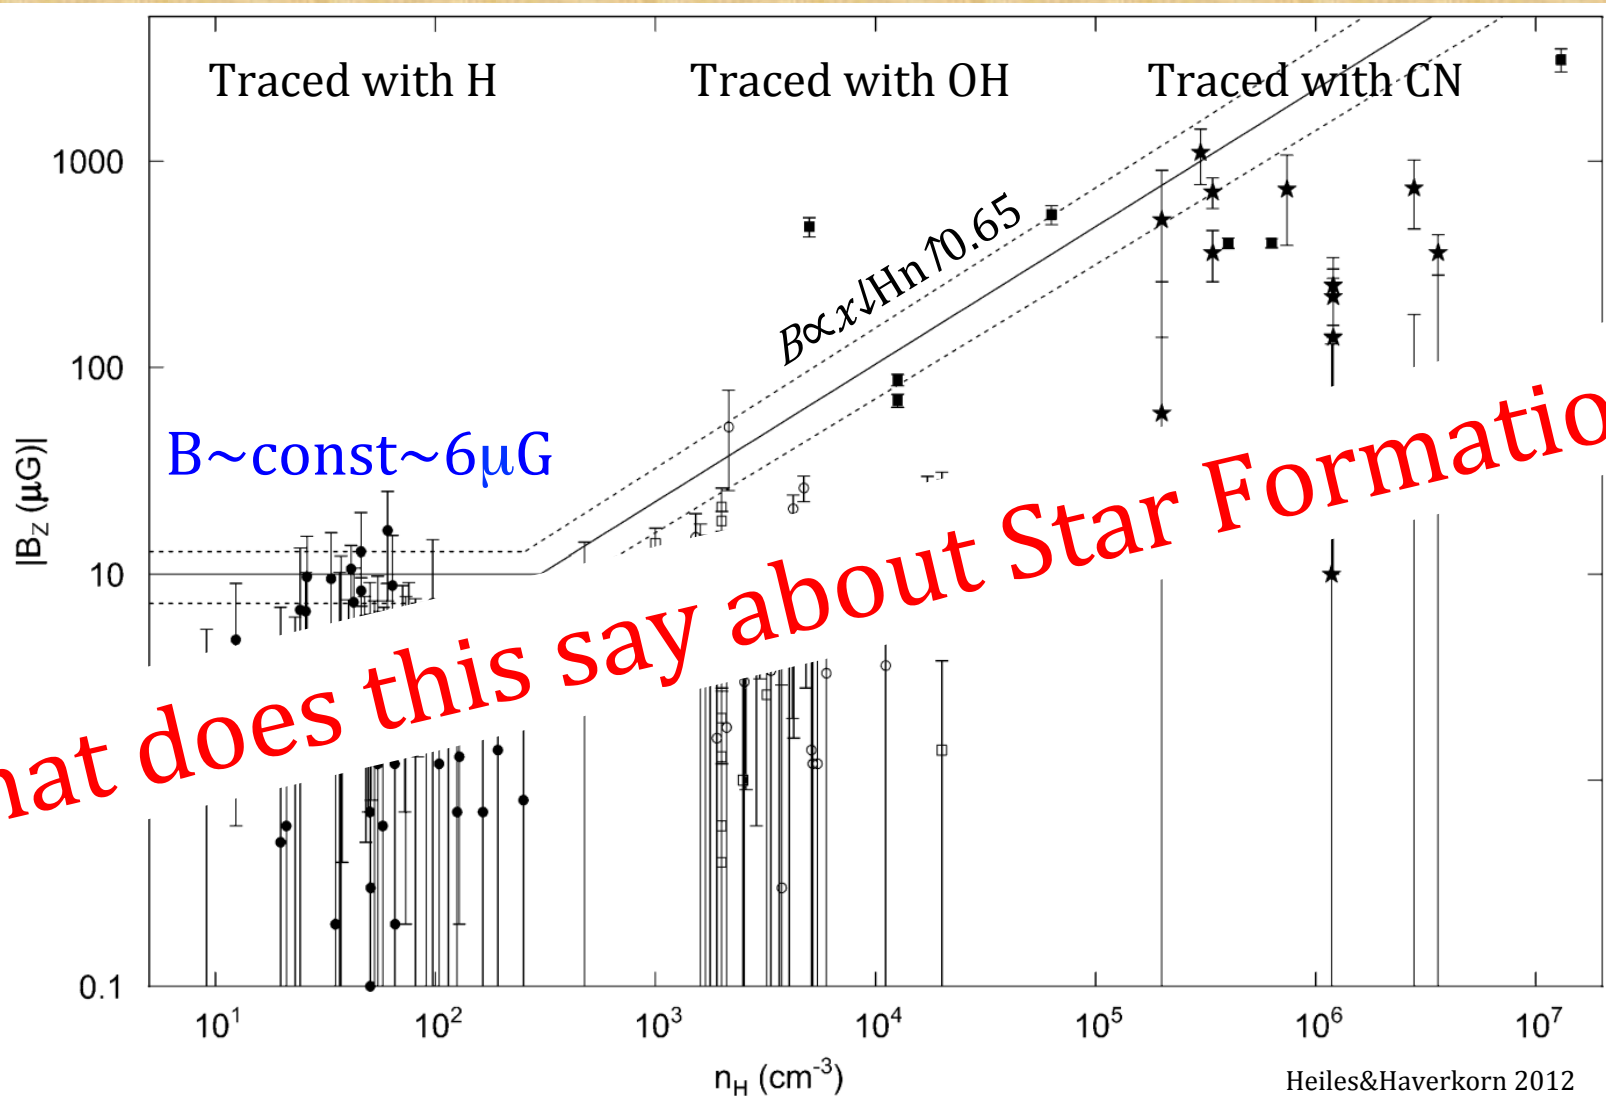 Traced with H
Traced with OH
Traced with CN
1000
B∝x↓Hn↑0.65
100
B~const~6μG
|B_Z (μG)|
10
hat does this say about Star Formatio
0.1
10^1
10^2
10^3
10^4
10^5
10^6
10^7
n_H (cm^-3)
Heiles&Haverkorn 2012